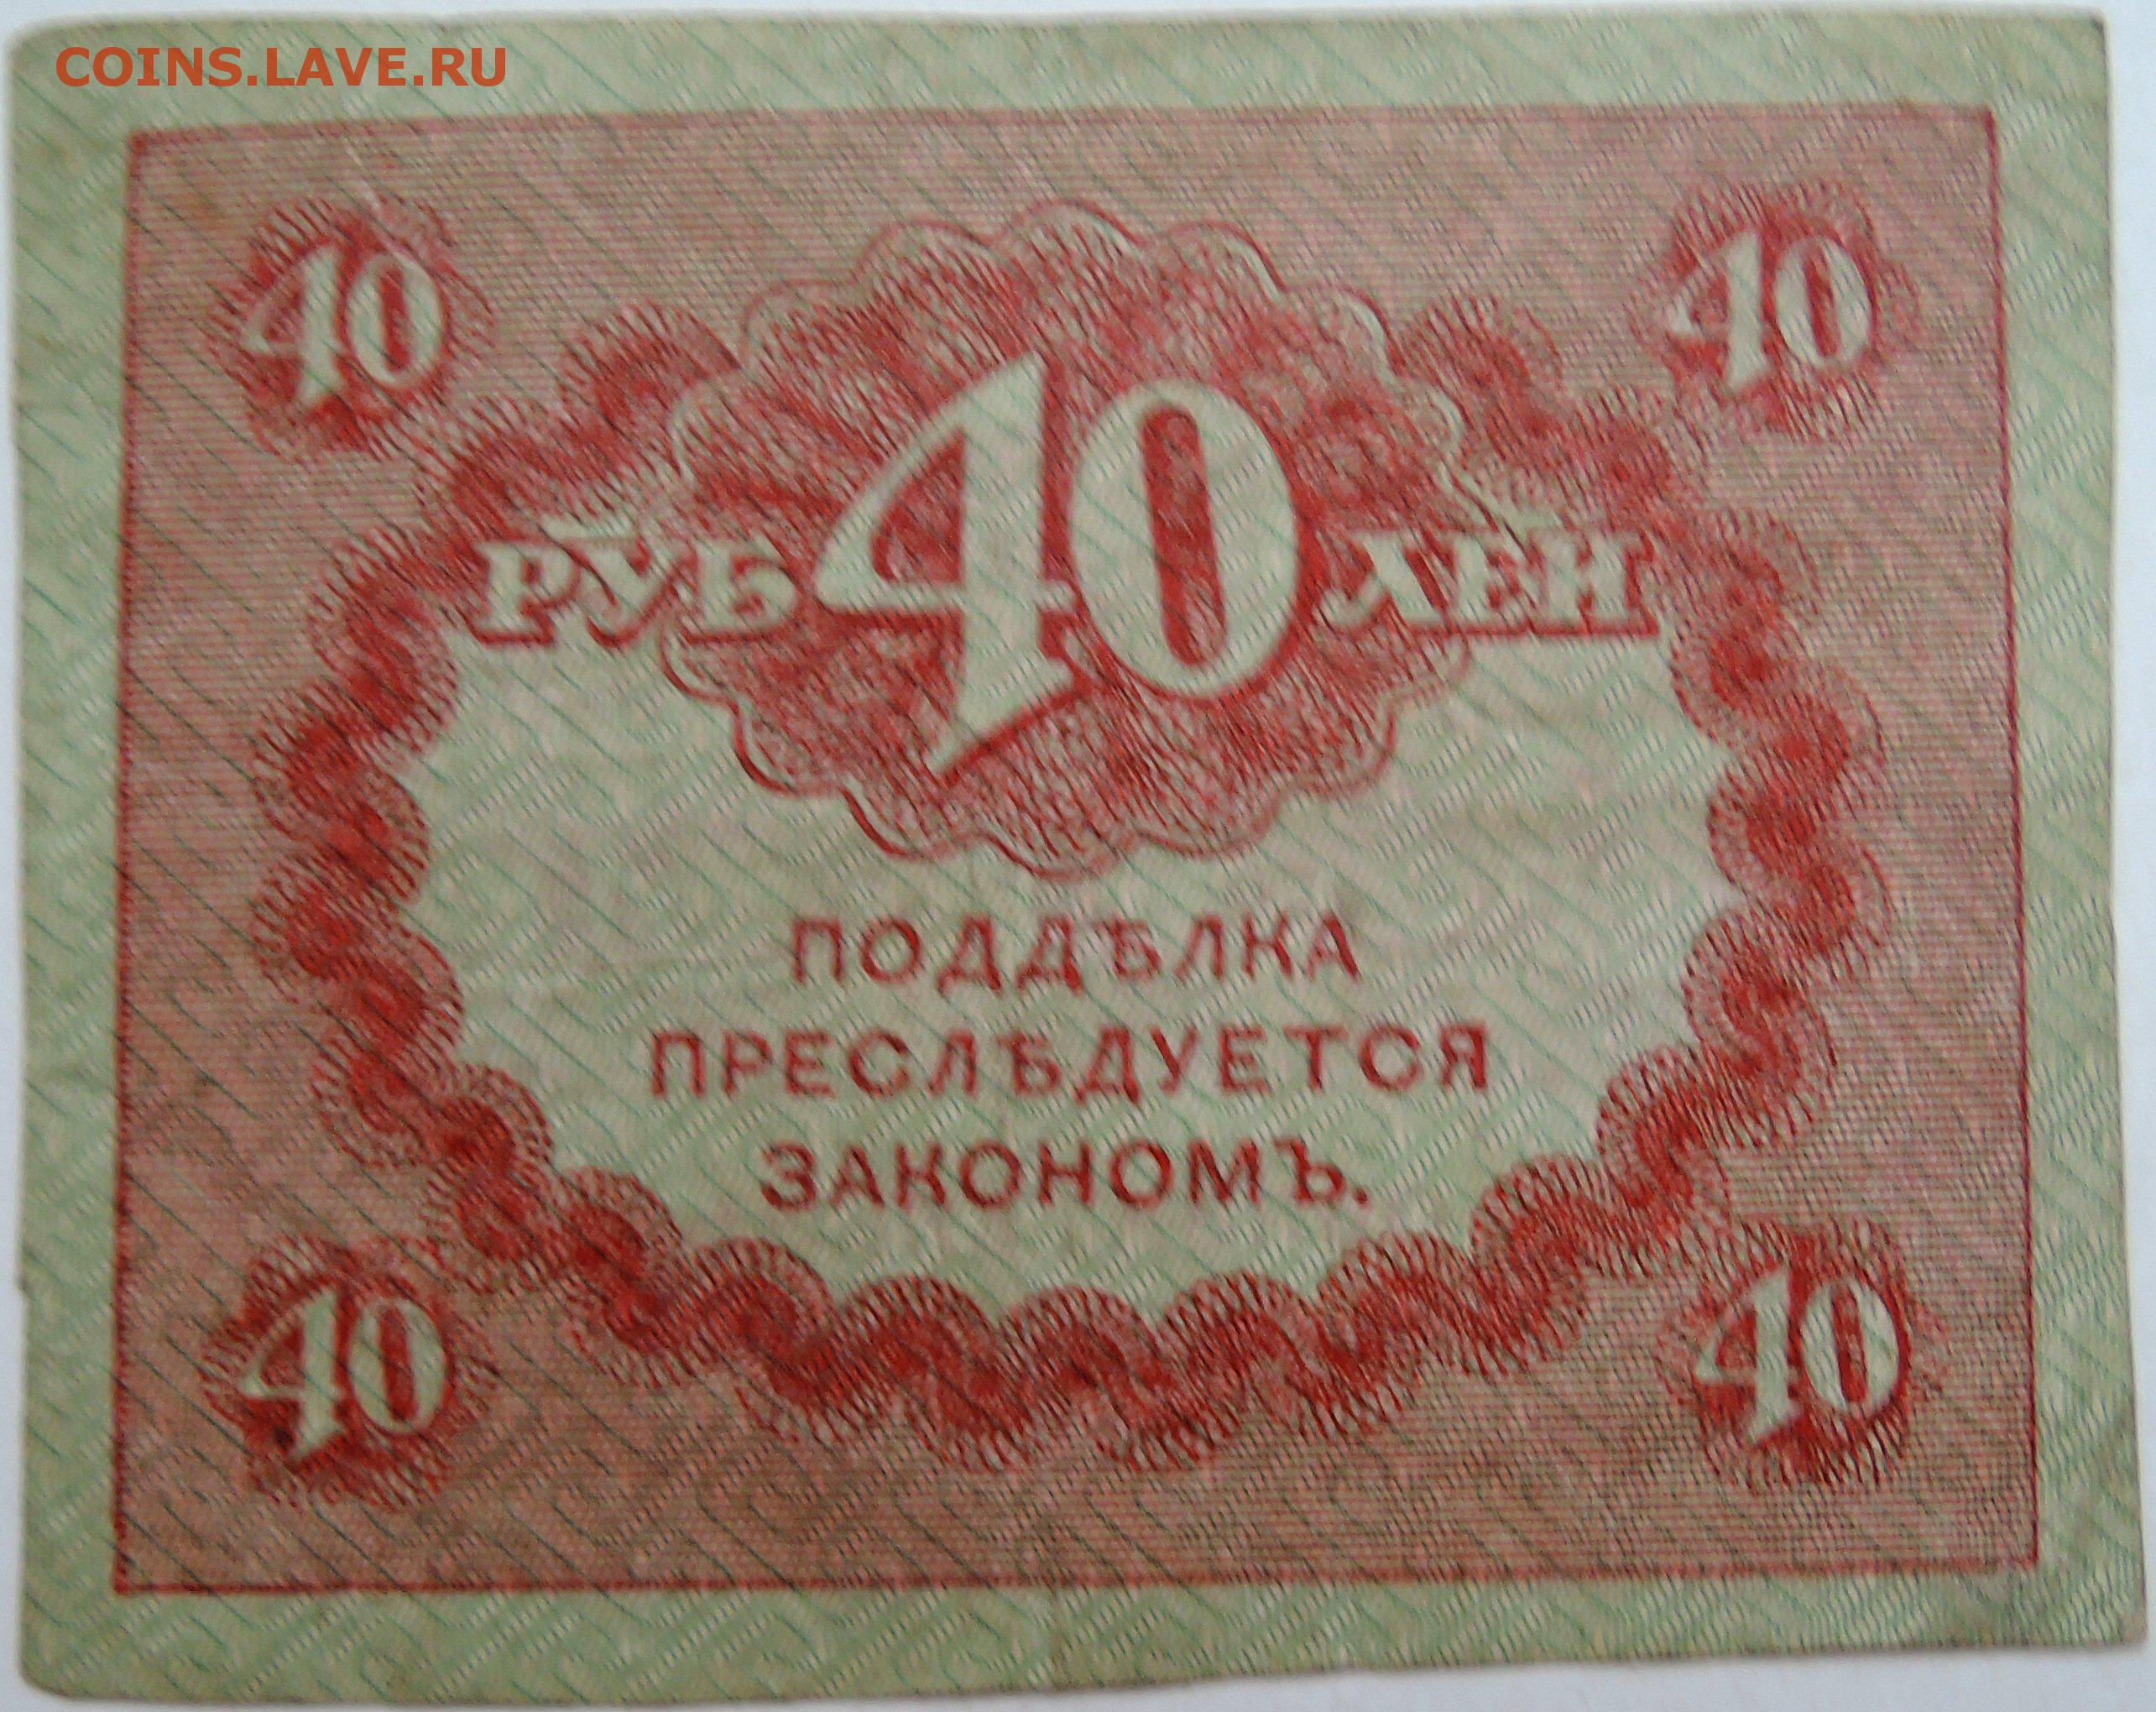 COINS.LAVE.RU
40 40
РУБ 40 ЛЕЙ
ПОДДѢЛКА
ПРЕСЛѢДУЕТСЯ
ЗАКОНОМЪ.
40 40